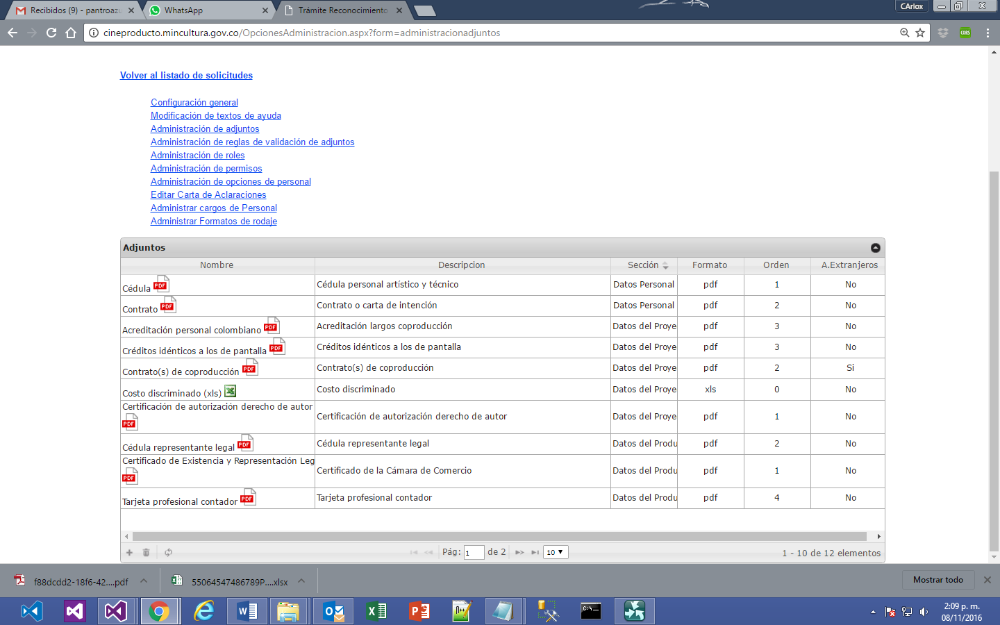 Recibidos (9) - pantroazu
WhatsApp
Trámite Reconocimiento
CArlox
cineproducto.mincultura.gov.co/OpcionesAdministracion.aspx?form=administracionadjuntos
CORS
Volver al listado de solicitudes
Configuración general
Modificación de textos de ayuda
Administración de adjuntos
Administración de reglas de validación de adjuntos
Administración de roles
Administración de permisos
Administración de opciones de personal
Editar Carta de Aclaraciones
Administrar cargos de Personal
Administrar Formatos de rodaje
Adjuntos
Nombre Descripcion Sección Formato Orden A.Extranjeros
Cédula PDF Cédula personal artístico y técnico Datos Personal pdf 1 No
Contrato PDF Contrato o carta de intención Datos Personal pdf 2 No
Acreditación personal colombiano PDF Acreditación largos coproducción Datos del Proye pdf 3 No
Créditos idénticos a los de pantalla PDF Créditos idénticos a los de pantalla Datos del Proye pdf 3 No
Contrato(s) de coproducción PDF Contrato(s) de coproducción Datos del Proye pdf 2 Si
Costo discriminado (xls) Costo discriminado Datos del Proye xls 0 No
Certificación de autorización derecho de autor PDF Certificación de autorización derecho de autor Datos del Proye pdf 1 No
Cédula representante legal PDF Cédula representante legal Datos del Produ pdf 2 No
Certificado de Existencia y Representación Leg PDF Certificado de la Cámara de Comercio Datos del Produ pdf 1 No
Tarjeta profesional contador PDF Tarjeta profesional contador Datos del Produ pdf 4 No
Pág: 1 de 2 10 1 - 10 de 12 elementos
f88dcdd2-18f6-42....pdf
55064547486789P....xlsx
Mostrar todo
2:09 p. m.
08/11/2016